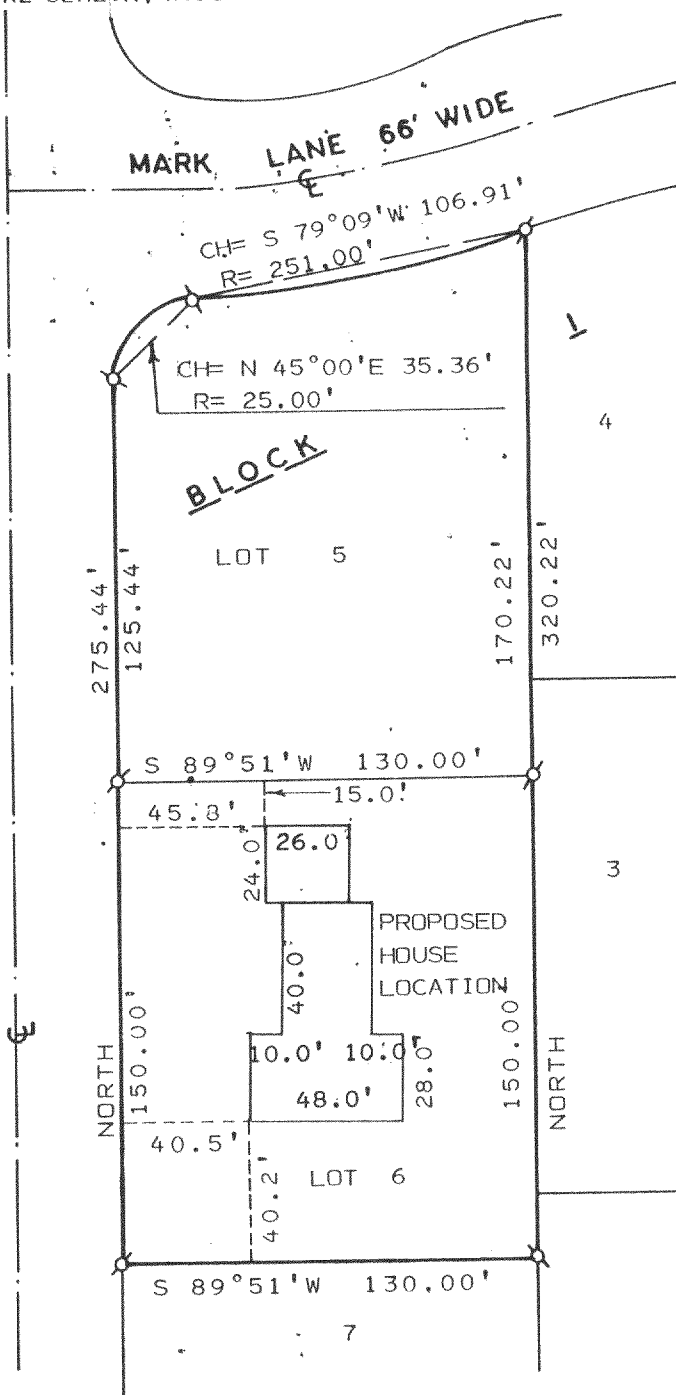 MARK LANE 66' WIDE
℄
CH= S 79°09'W 106.91'
R= 251.00'
CH= N 45°00'E 35.36'
R= 25.00'
1
4
BLOCK
LOT 5
275.44'
125.44'
170.22'
320.22'
S 89°51'W 130.00'
15.0'
45.8'
26.0'
24.0'
3
PROPOSED
HOUSE
LOCATION
40.0'
℄
NORTH
150.00'
10.0' 10.0'
48.0'
28.0'
150.00'
NORTH
40.5'
40.2'
LOT 6
S 89°51'W 130.00'
7